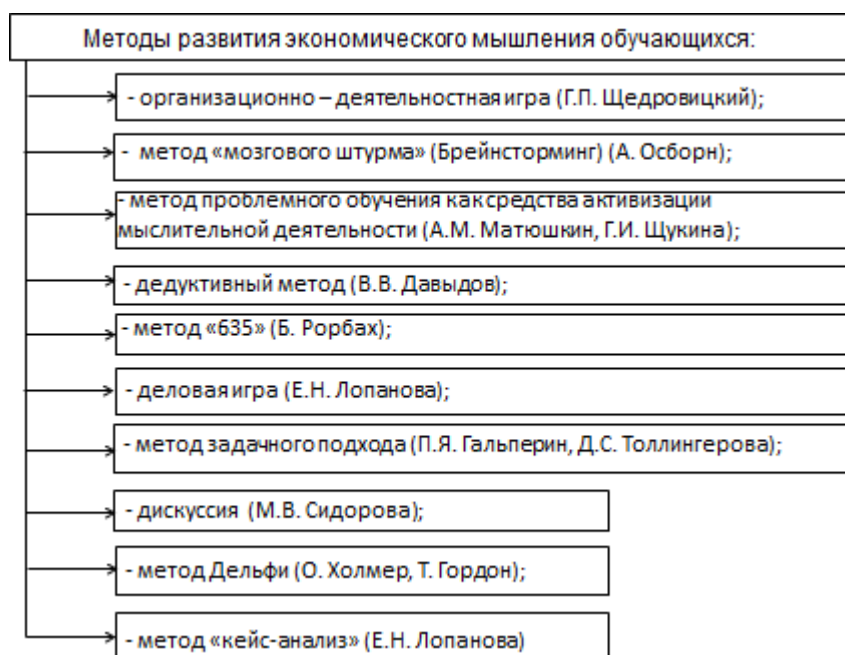 Методы развития экономического мышления обучающихся:
- организационно – деятельностная игра (Г.П. Щедровицкий);
- метод «мозгового штурма» (Брейнсторминг) (А. Осборн);
- метод проблемного обучения как средства активизации
мыслительной деятельности (А.М. Матюшкин, Г.И. Щукина);
- дедуктивный метод (В.В. Давыдов);
- метод «635» (Б. Рорбах);
- деловая игра (Е.Н. Лопанова);
- метод задачного подхода (П.Я. Гальперин, Д.С. Толлингерова);
- дискуссия (М.В. Сидорова);
- метод Дельфи (О. Холмер, Т. Гордон);
- метод «кейс-анализ» (Е.Н. Лопанова)